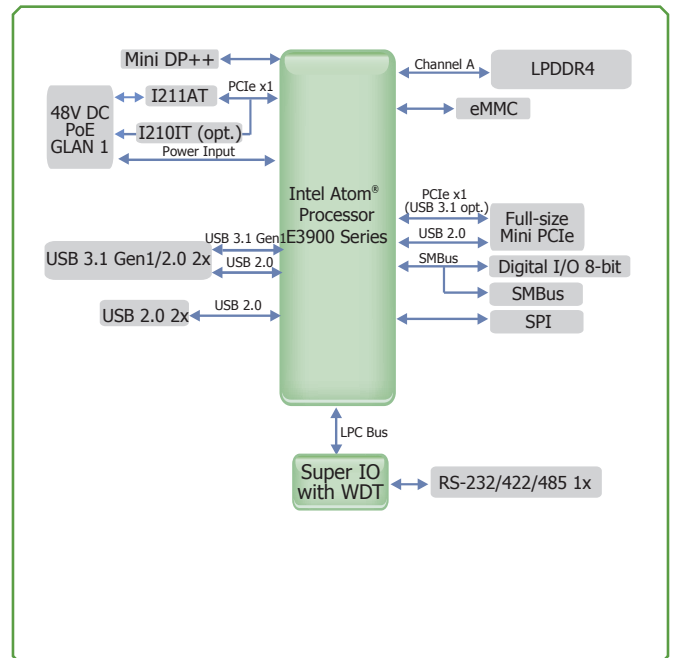 Mini DP++
I211AT
PCIe x1
48V DC
PoE
GLAN 1
I210IT (opt.)
Power Input
USB 3.1 Gen1/2.0 2x
USB 3.1 Gen1
USB 2.0
USB 2.0 2x
USB 2.0
Intel Atom®
Processor
E3900 Series
Channel A
LPDDR4
eMMC
PCIe x1
(USB 3.1 opt.)
USB 2.0
Full-size
Mini PCIe
SMBus
Digital I/O 8-bit
SMBus
SPI
LPC Bus
Super IO
with WDT
RS-232/422/485 1x